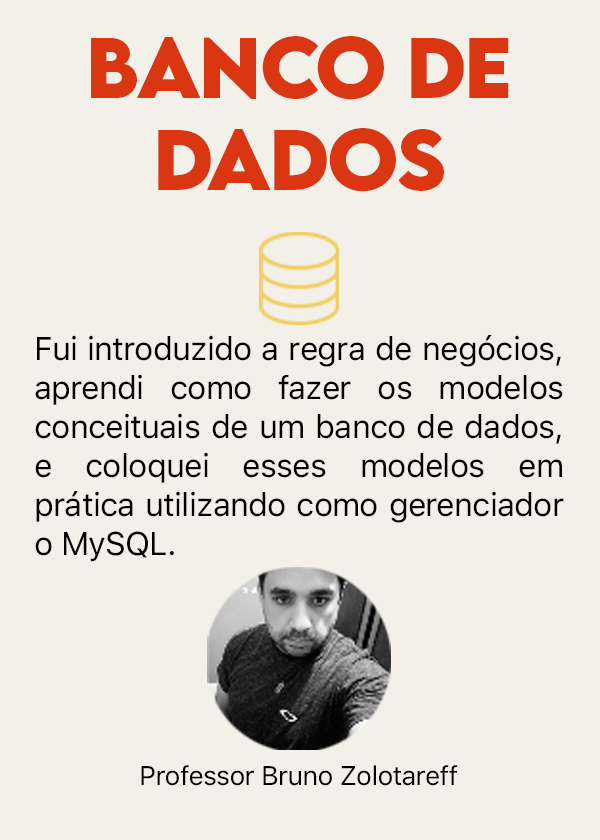 BANCO DE
DADOS
Fui introduzido a regra de negócios,
aprendi como fazer os modelos
conceituais de um banco de dados,
e coloquei esses modelos em
prática utilizando como gerenciador
o MySQL.
Professor Bruno Zolotareff